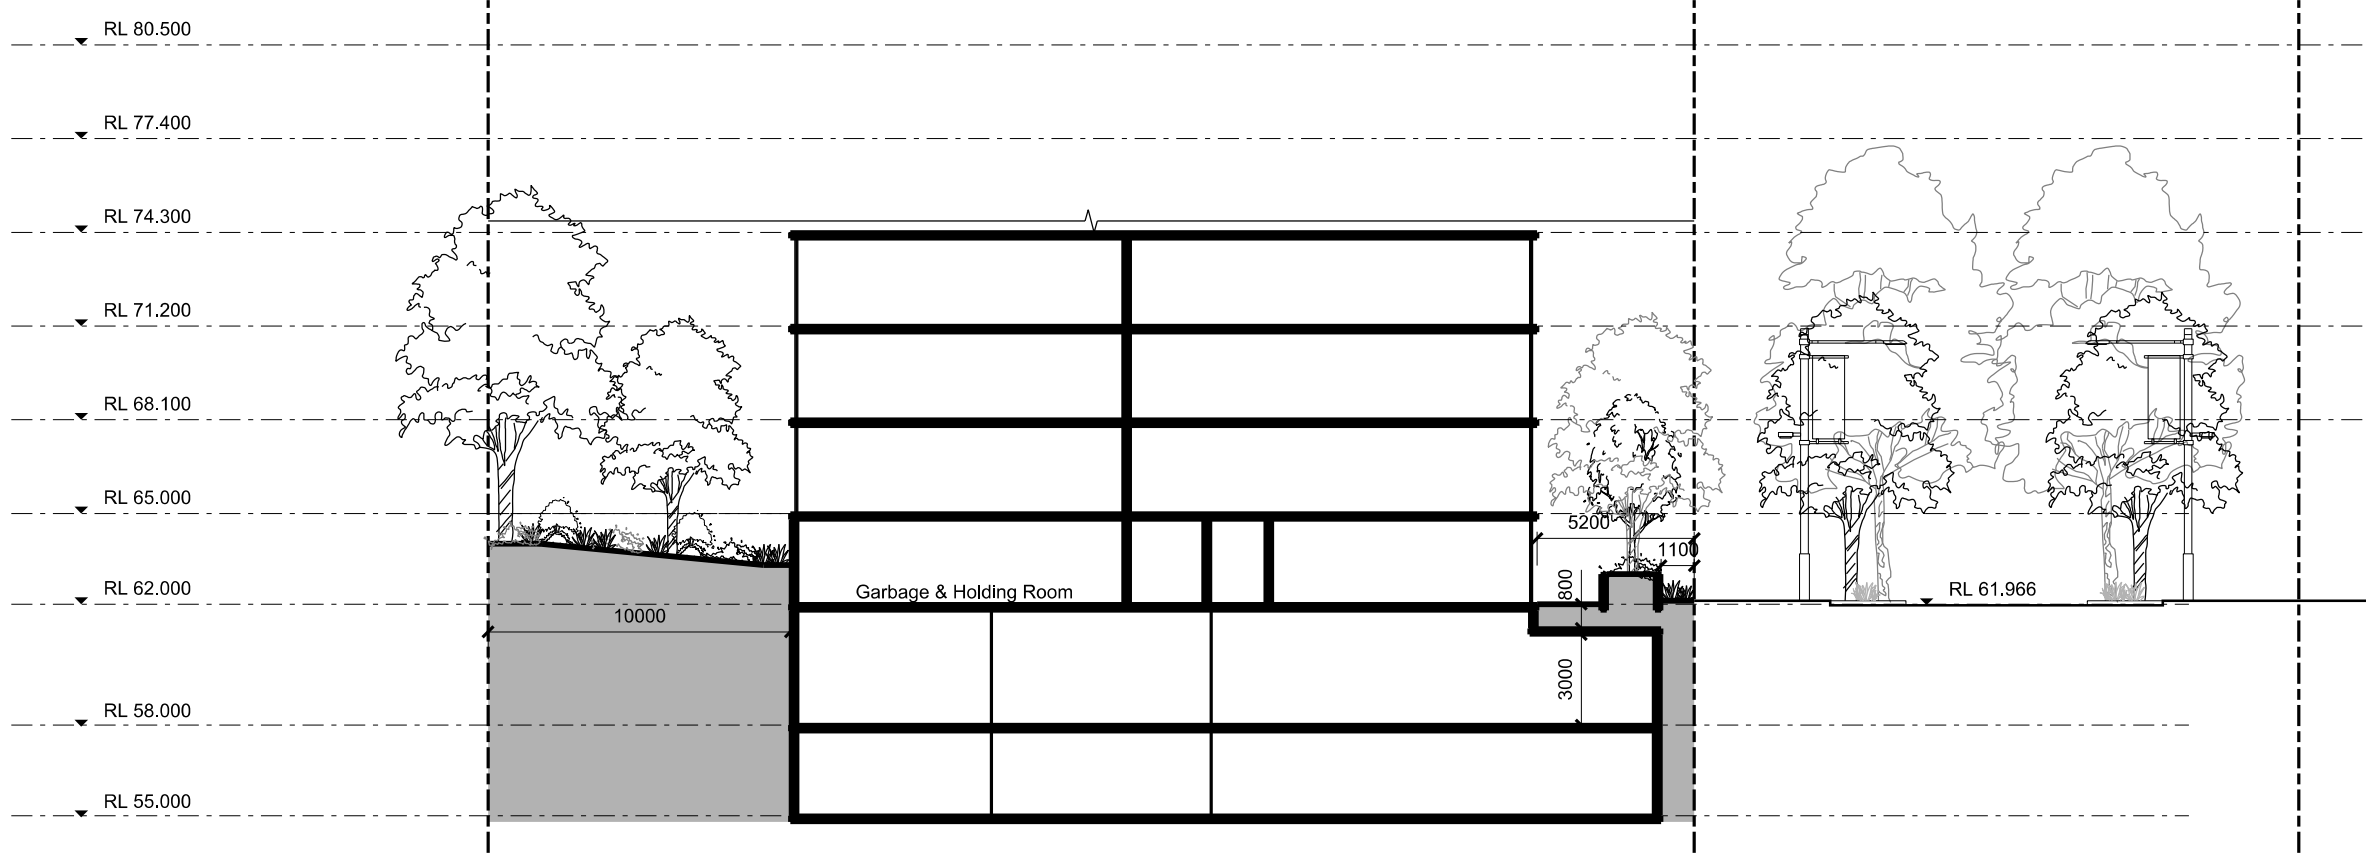 RL 80.500
RL 77.400
RL 74.300
RL 71.200
RL 68.100
RL 65.000
5200
1100
RL 62.000
Garbage & Holding Room
800
RL 61.966
10000
3000
RL 58.000
RL 55.000